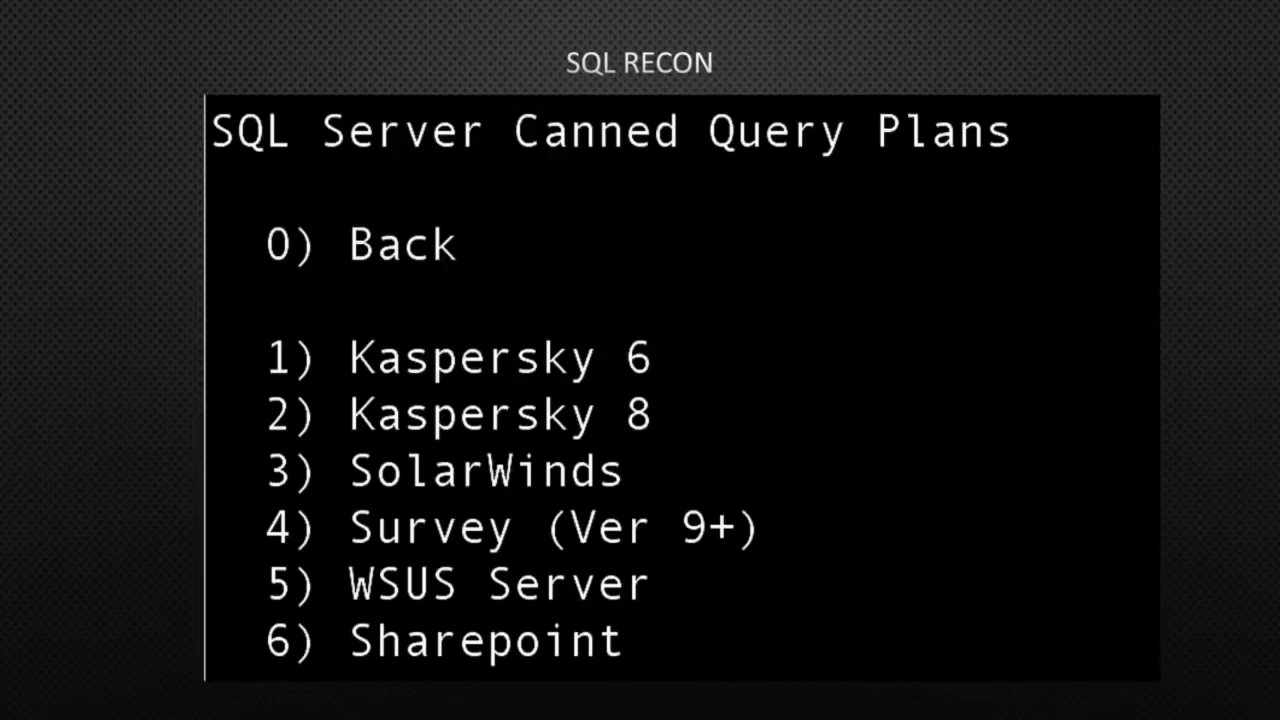 SQL RECON
SQL Server Canned Query Plans
0) Back
1) Kaspersky 6
2) Kaspersky 8
3) SolarWinds
4) Survey (Ver 9+)
5) WSUS Server
6) Sharepoint